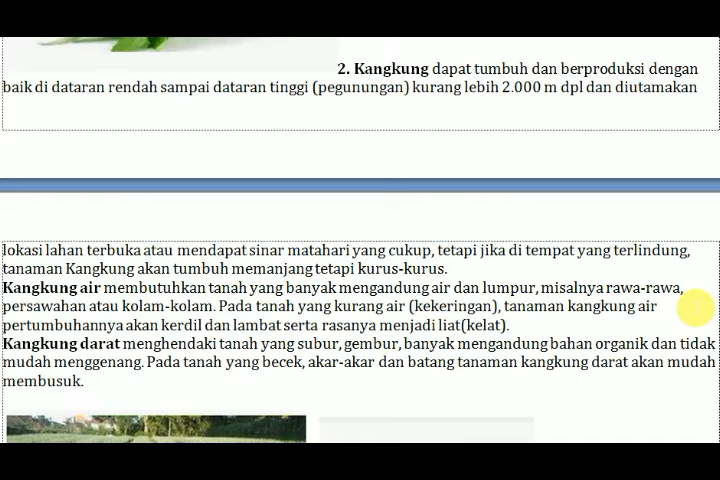 2. Kangkung dapat tumbuh dan berproduksi dengan
baik di dataran rendah sampai dataran tinggi (pegunungan) kurang lebih 2.000 m dpl dan diutamakan
lokasi lahan terbuka atau mendapat sinar matahari yang cukup, tetapi jika di tempat yang terlindung,
tanaman Kangkung akan tumbuh memanjang tetapi kurus-kurus.
Kangkung air membutuhkan tanah yang banyak mengandung air dan lumpur, misalnya rawa-rawa,
persawahan atau kolam-kolam. Pada tanah yang kurang air (kekeringan), tanaman kangkung air
pertumbuhannya akan kerdil dan lambat serta rasanya menjadi liat(kelat).
Kangkung darat menghendaki tanah yang subur, gembur, banyak mengandung bahan organik dan tidak
mudah menggenang. Pada tanah yang becek, akar-akar dan batang tanaman kangkung darat akan mudah
membusuk.